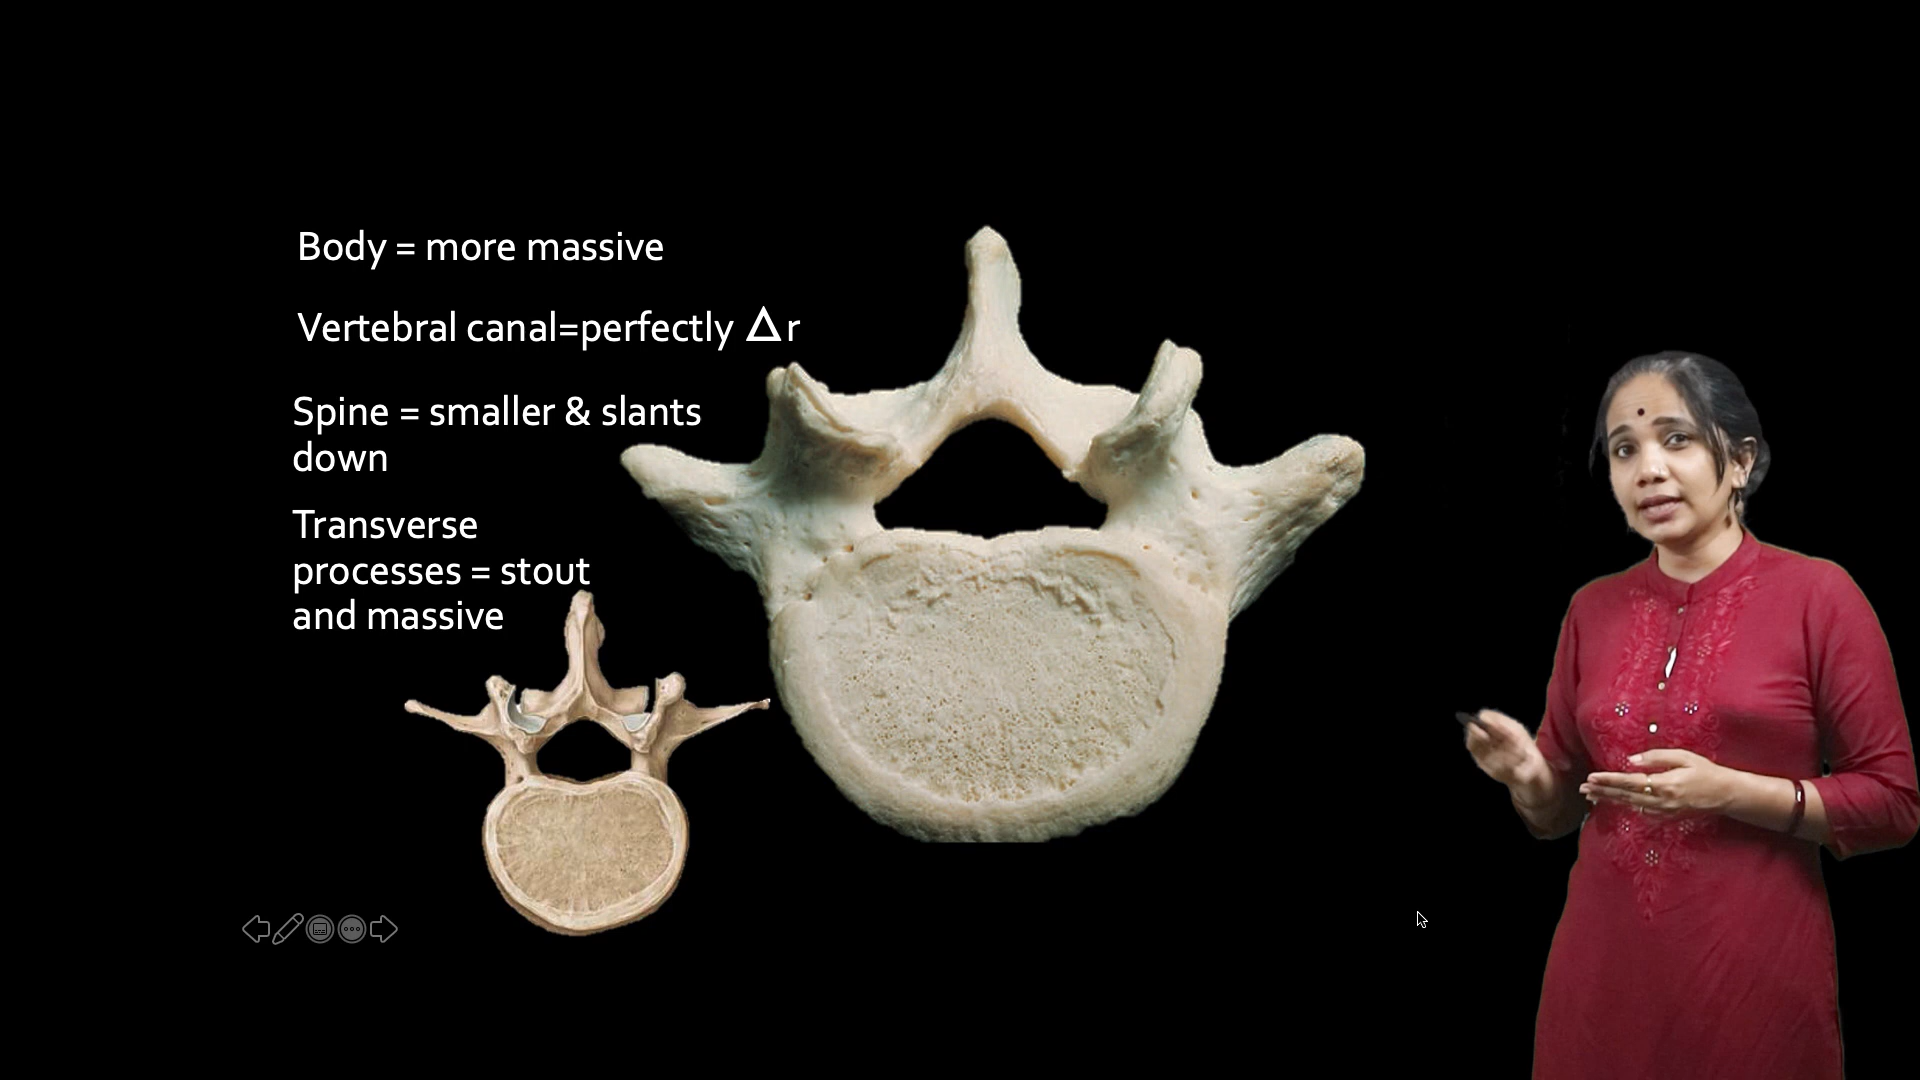 Body = more massive
Vertebral canal=perfectly Δr
Spine = smaller & slants
down
Transverse
processes = stout
and massive